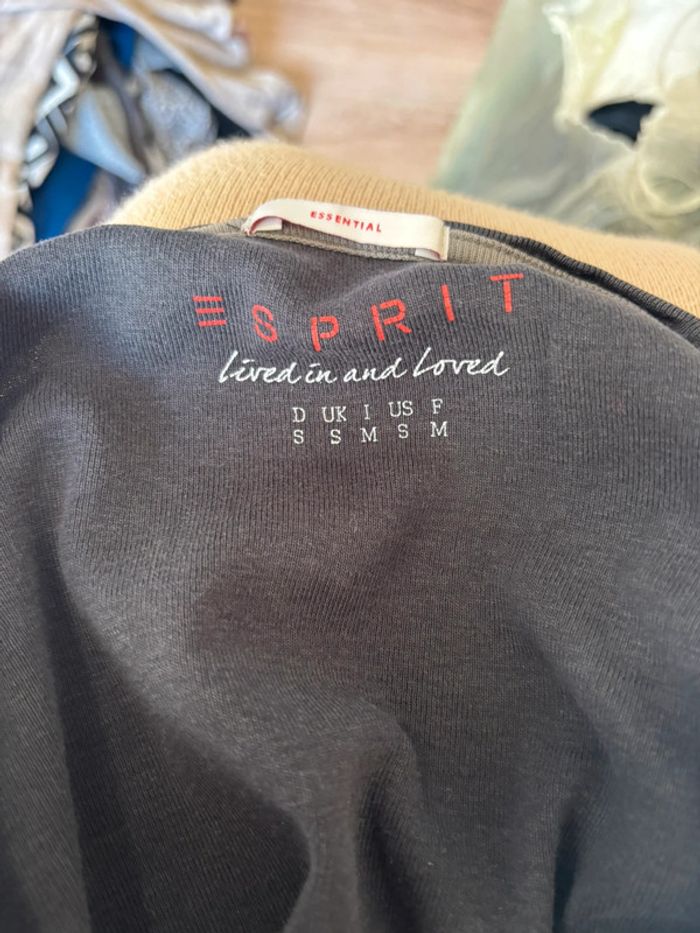 ESSENTIAL
ESPRIT
Lived in and Loved
D UK I US F
S S M S M